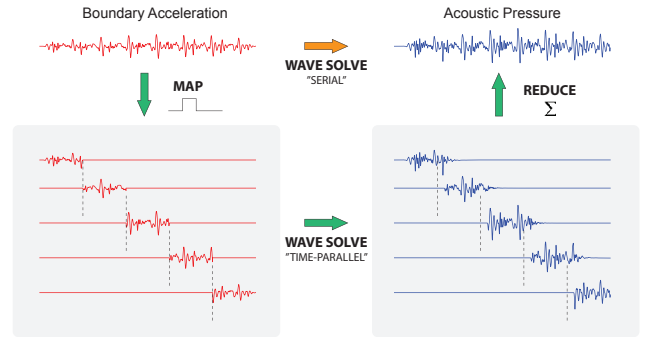 Boundary Acceleration
Acoustic Pressure
WAVE SOLVE
"SERIAL"
MAP
REDUCE
Σ
WAVE SOLVE
"TIME-PARALLEL"